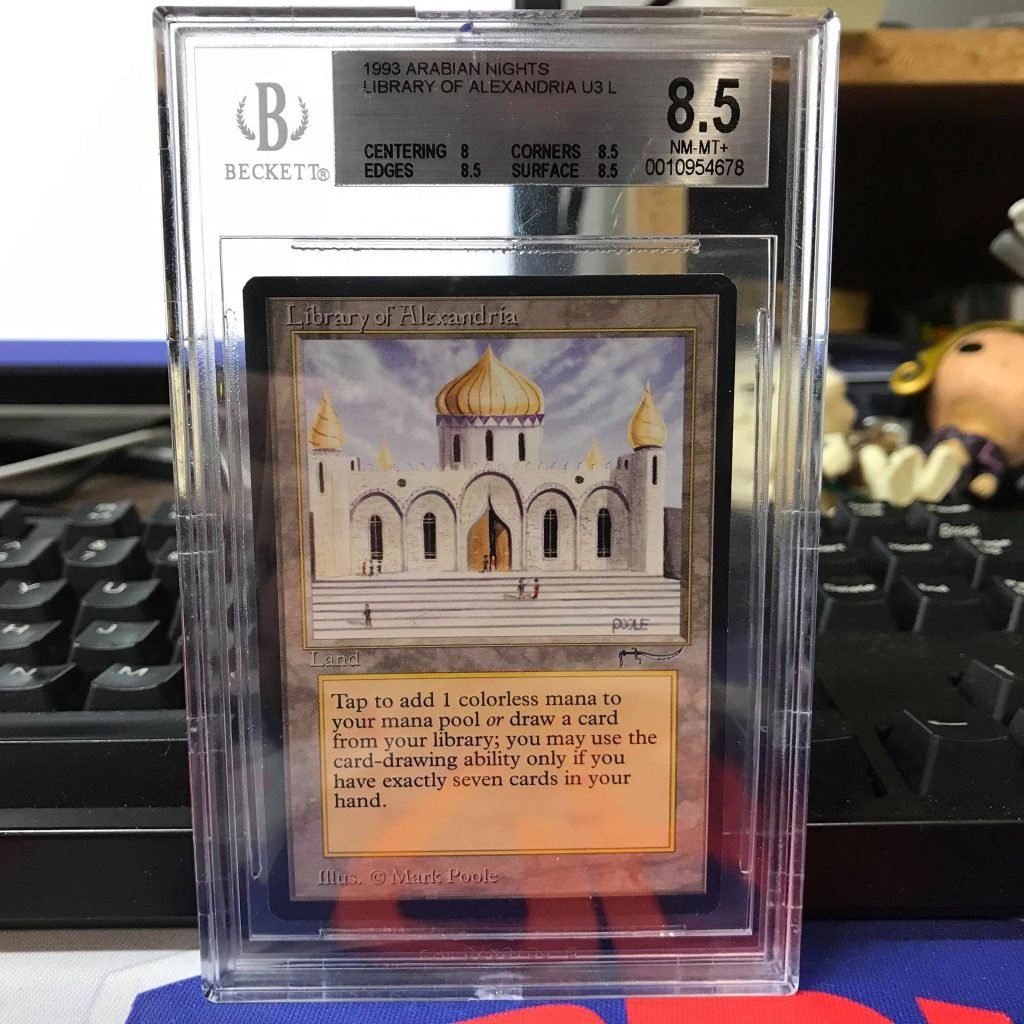 B
BECKETT®
1993 ARABIAN NIGHTS
LIBRARY OF ALEXANDRIA U3 L
CENTERING 8 CORNERS 8.5
EDGES 8.5 SURFACE 8.5
8.5
NM-MT+
0010954678
Library of Alexandria
POOLE
Land
Tap to add 1 colorless mana to
your mana pool or draw a card
from your library; you may use the
card-drawing ability only if you
have exactly seven cards in your
hand.
Illus. © Mark Poole
Y
U
H
J
N
M
Break
End